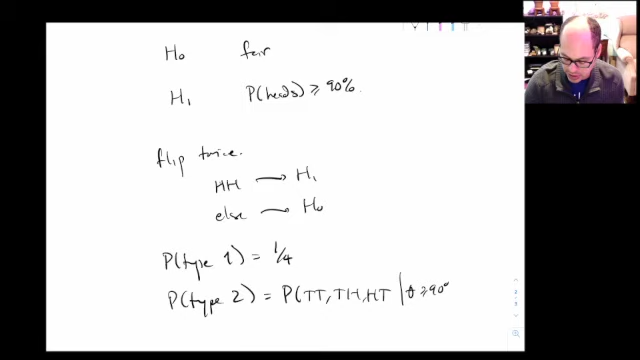 H0 fair
H1 P(heads) ≥ 90%.
flip twice.
HH → H1
else → H0
P(type 1) = 1/4
P(type 2) = P(TT, TH, HT | θ ≥ 90